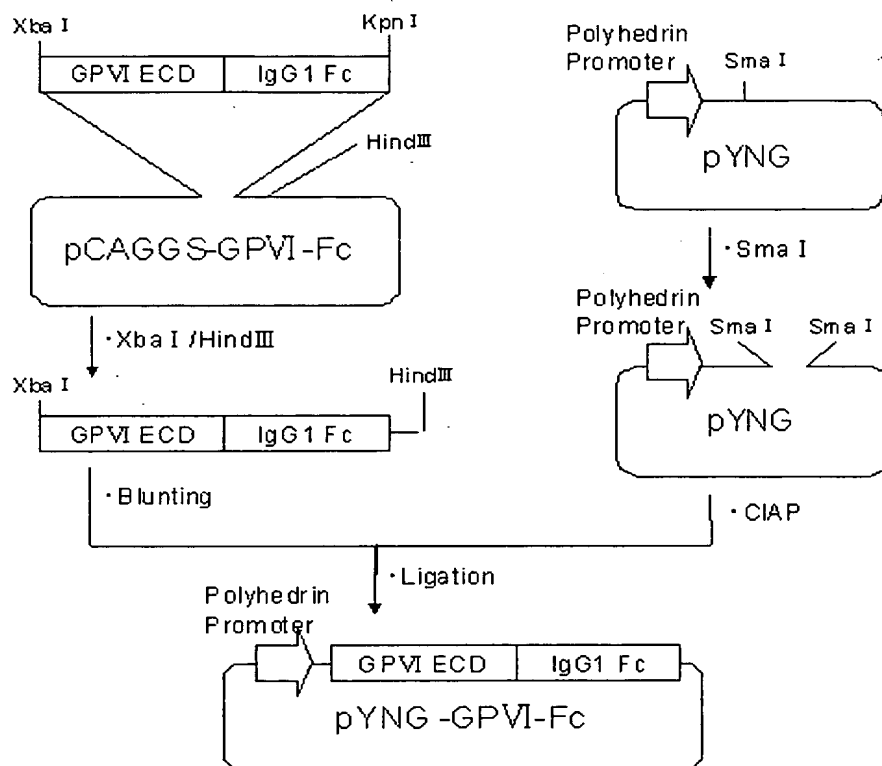 Xba I
Kpn I
GPVI ECD
IgG1 Fc
HindⅢ
pCAGGS-GPVI-Fc
・Xba I /HindⅢ
Xba I
HindⅢ
GPVI ECD
IgG1 Fc
・Blunting
Polyhedrin
Promoter
Sma I
pYNG
・Sma I
Polyhedrin
Promoter
Sma I
Sma I
pYNG
・CIAP
・Ligation
Polyhedrin
Promoter
GPVI ECD
IgG1 Fc
pYNG-GPVI-Fc